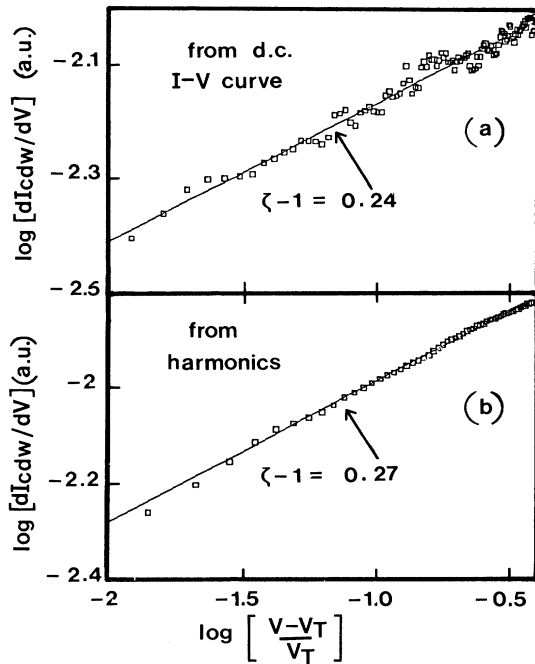 log [dIcdw/dV] (a.u.)
−2.1
−2.3
−2.5
from d.c.
I−V curve
(a)
ζ−1 = 0.24
log [dIcdw/dV] (a.u.)
−2
−2.2
−2.4
from
harmonics
(b)
ζ−1 = 0.27
−2
−1.5
−1.0
−0.5
log [ V−VT / VT ]